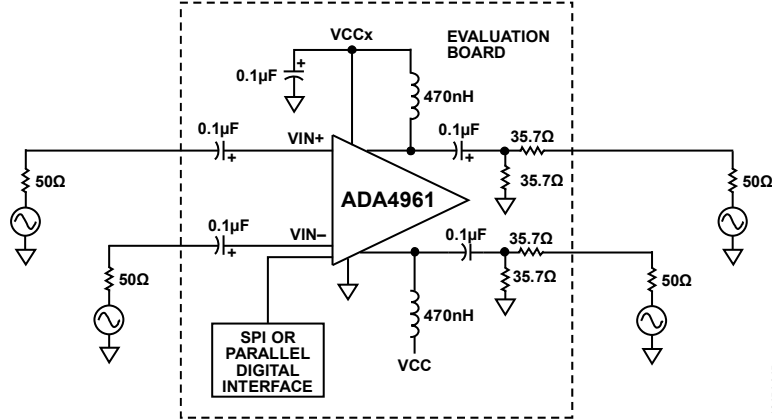 VCCx
EVALUATION
BOARD
0.1µF
+
470nH
0.1µF
+
VIN+
0.1µF
+
35.7Ω
50Ω
35.7Ω
50Ω
ADA4961
0.1µF
+
VIN–
0.1µF
+
35.7Ω
50Ω
35.7Ω
50Ω
470nH
SPI OR
PARALLEL
DIGITAL
INTERFACE
VCC